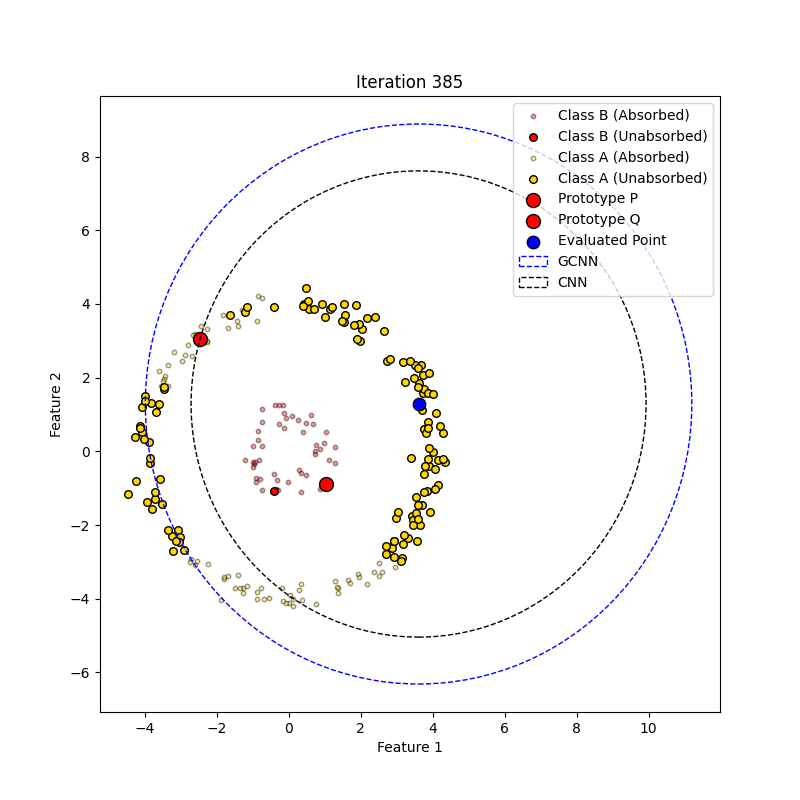 Iteration 385
Class B (Absorbed)
Class B (Unabsorbed)
Class A (Absorbed)
Class A (Unabsorbed)
Prototype P
Prototype Q
Evaluated Point
GCNN
CNN
8
6
4
2
0
−2
−4
−6
Feature 2
−4 −2 0 2 4 6 8 10
Feature 1